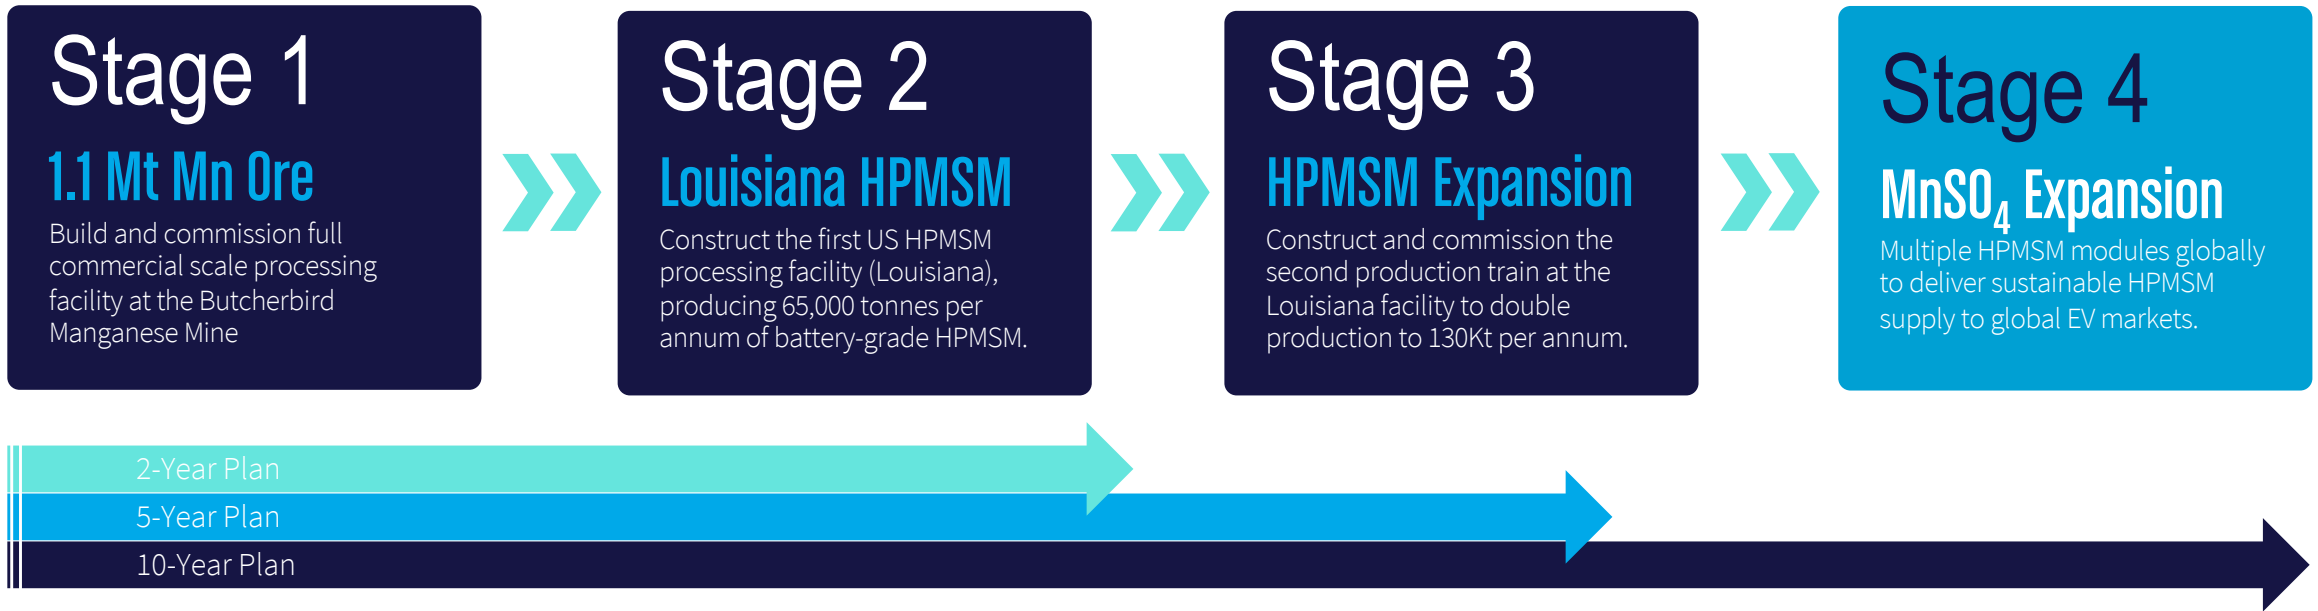 Stage 1
1.1 Mt Mn Ore
Build and commission full
commercial scale processing
facility at the Butcherbird
Manganese Mine
Stage 2
Louisiana HPMSM
Construct the first US HPMSM
processing facility (Louisiana),
producing 65,000 tonnes per
annum of battery-grade HPMSM.
Stage 3
HPMSM Expansion
Construct and commission the
second production train at the
Louisiana facility to double
production to 130Kt per annum.
Stage 4
MnSO₄ Expansion
Multiple HPMSM modules globally
to deliver sustainable HPMSM
supply to global EV markets.
2-Year Plan
5-Year Plan
10-Year Plan